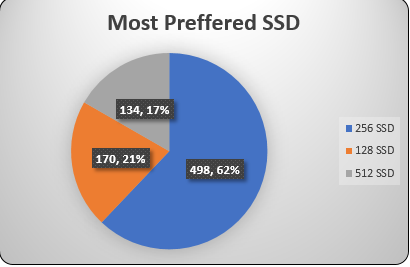 Most Preffered SSD
134, 17%
170, 21%
498, 62%
256 SSD
128 SSD
512 SSD